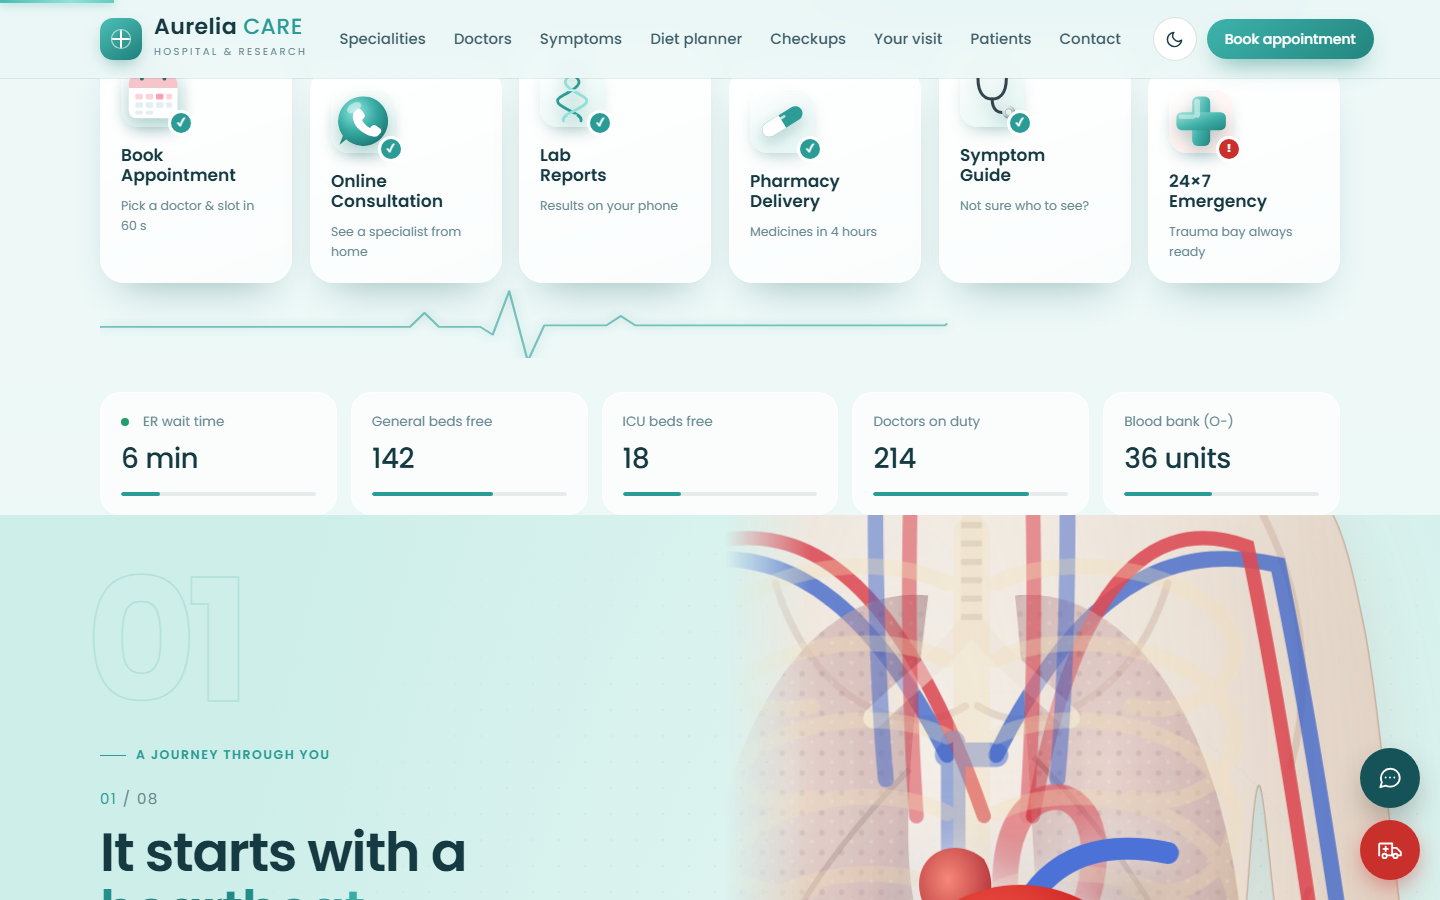 Aurelia CARE
HOSPITAL & RESEARCH
Specialities
Doctors
Symptoms
Diet planner
Checkups
Your visit
Patients
Contact
Book appointment
Book
Appointment
Pick a doctor & slot in
60 s
Online
Consultation
See a specialist from
home
Lab
Reports
Results on your phone
Pharmacy
Delivery
Medicines in 4 hours
Symptom
Guide
Not sure who to see?
24×7
Emergency
Trauma bay always
ready
ER wait time
6 min
General beds free
142
ICU beds free
18
Doctors on duty
214
Blood bank (O−)
36 units
01
A JOURNEY THROUGH YOU
01 / 08
It starts with a
heartbeat